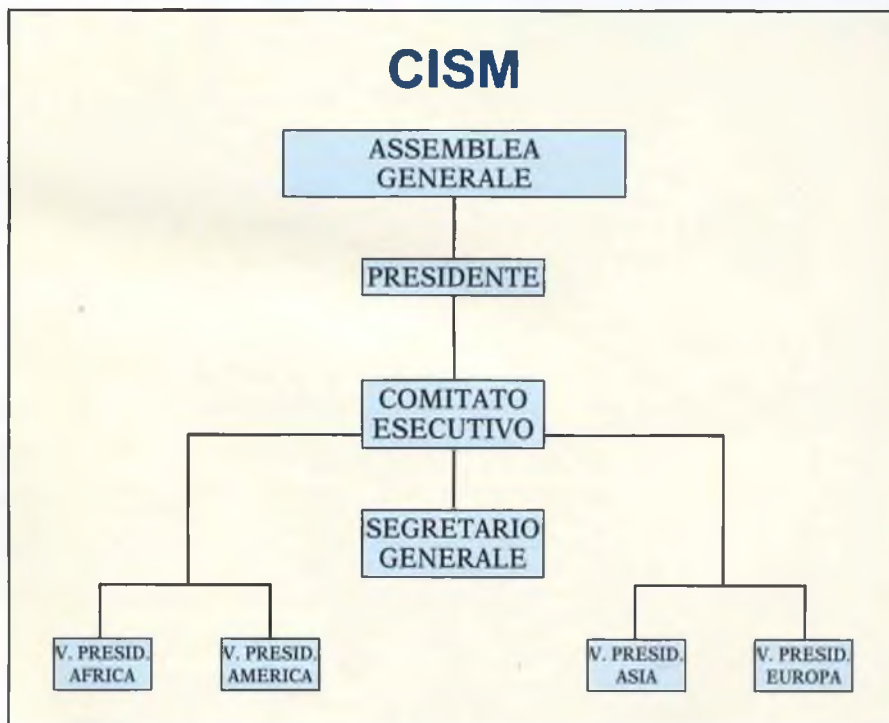 CISM
ASSEMBLEA
GENERALE
PRESIDENTE
COMITATO
ESECUTIVO
SEGRETARIO
GENERALE
V. PRESID.
AFRICA
V. PRESID.
AMERICA
V. PRESID.
ASIA
V. PRESID.
EUROPA